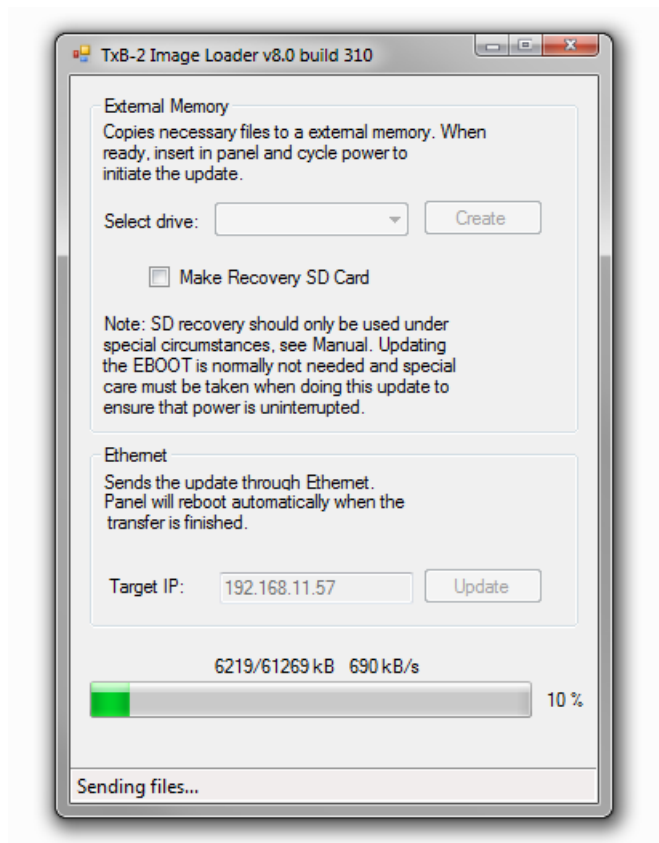 TxB-2 Image Loader v8.0 build 310
External Memory
Copies necessary files to a external memory. When
ready, insert in panel and cycle power to
initiate the update.
Select drive:
Create
Make Recovery SD Card
Note: SD recovery should only be used under
special circumstances, see Manual. Updating
the EBOOT is normally not needed and special
care must be taken when doing this update to
ensure that power is uninterrupted.
Ethernet
Sends the update through Ethernet.
Panel will reboot automatically when the
transfer is finished.
Target IP: 192.168.11.57 Update
6219/61269 kB 690 kB/s
10 %
Sending files...